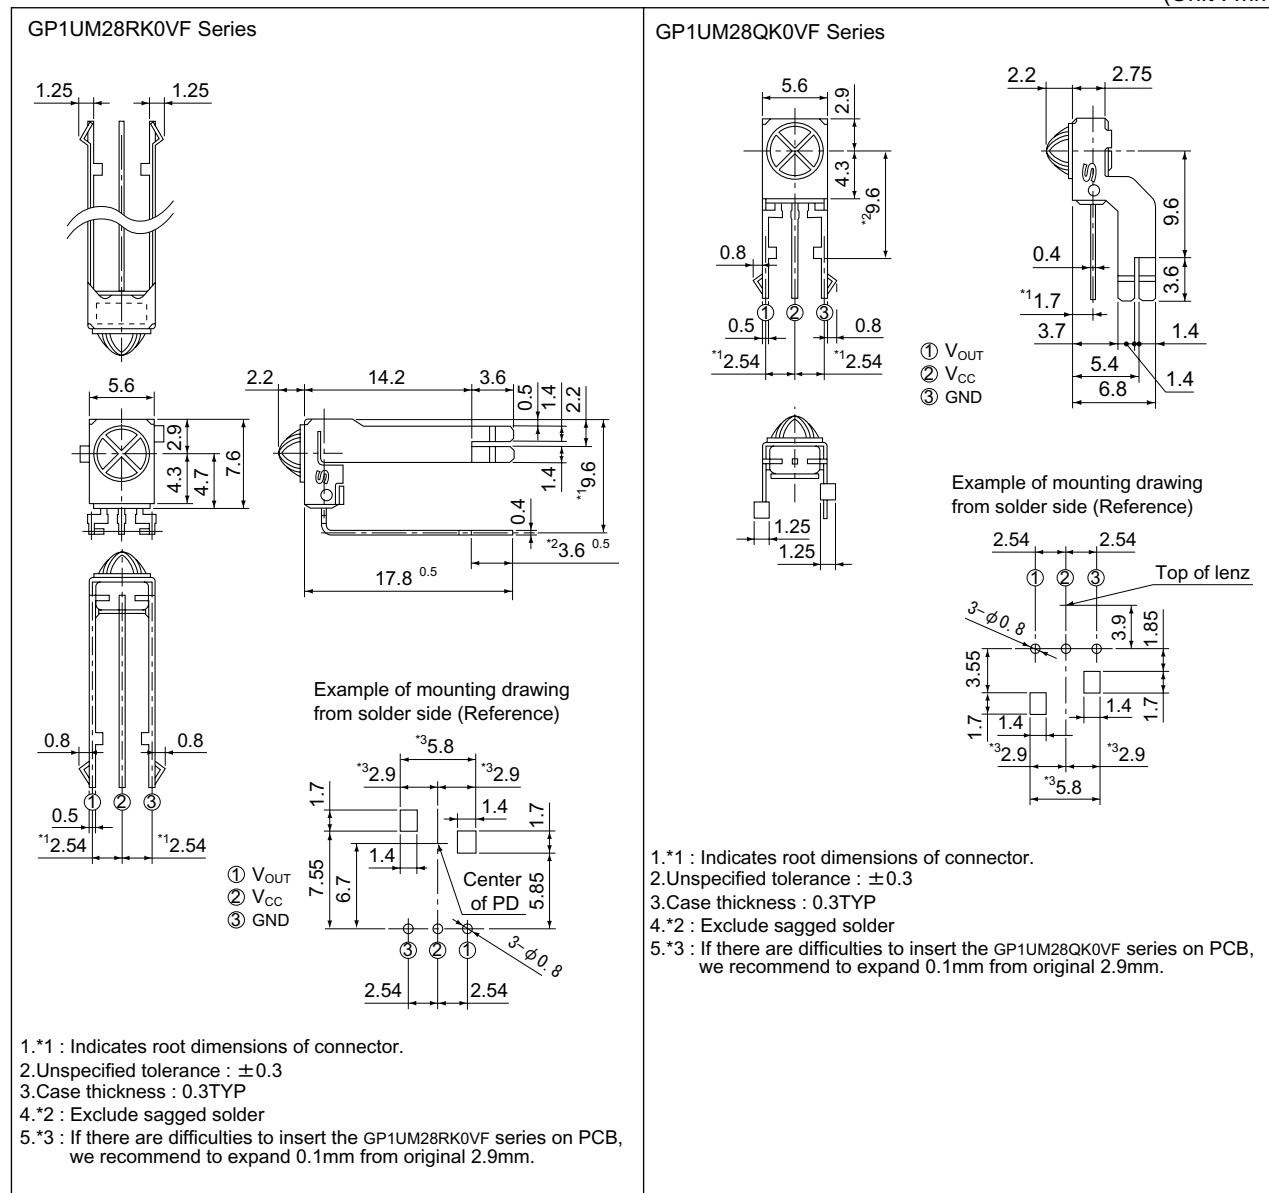 GP1UM28RK0VF Series
1.25
1.25
5.6
2.9
4.3
4.7
7.6
2.2
14.2
3.6
0.5
1.4
2.2
1.4
*19.6
0.4
*23.6 0.5
17.8 0.5
0.8
0.8
① ② ③
0.5
*12.54
*12.54
① VOUT
② VCC
③ GND
Example of mounting drawing
from solder side (Reference)
*35.8
*32.9
*32.9
1.7
1.4
1.7
1.4
7.55
6.7
Center
of PD
5.85
③ ② ①
3-φ0.8
2.54
2.54
1.*1 : Indicates root dimensions of connector.
2.Unspecified tolerance : ±0.3
3.Case thickness : 0.3TYP
4.*2 : Exclude sagged solder
5.*3 : If there are difficulties to insert the GP1UM28RK0VF series on PCB,
we recommend to expand 0.1mm from original 2.9mm.
GP1UM28QK0VF Series
5.6
2.9
4.3
*29.6
0.8
① ② ③
0.5
0.8
*12.54
*12.54
2.2
2.75
9.6
0.4
3.6
*11.7
3.7
1.4
5.4
1.4
6.8
① VOUT
② VCC
③ GND
1.25
1.25
Example of mounting drawing
from solder side (Reference)
2.54
2.54
① ② ③
Top of lenz
3-φ0.8
3.9
1.85
3.55
1.7
1.4
1.4
1.7
*32.9
*32.9
*35.8
1.*1 : Indicates root dimensions of connector.
2.Unspecified tolerance : ±0.3
3.Case thickness : 0.3TYP
4.*2 : Exclude sagged solder
5.*3 : If there are difficulties to insert the GP1UM28QK0VF series on PCB,
we recommend to expand 0.1mm from original 2.9mm.